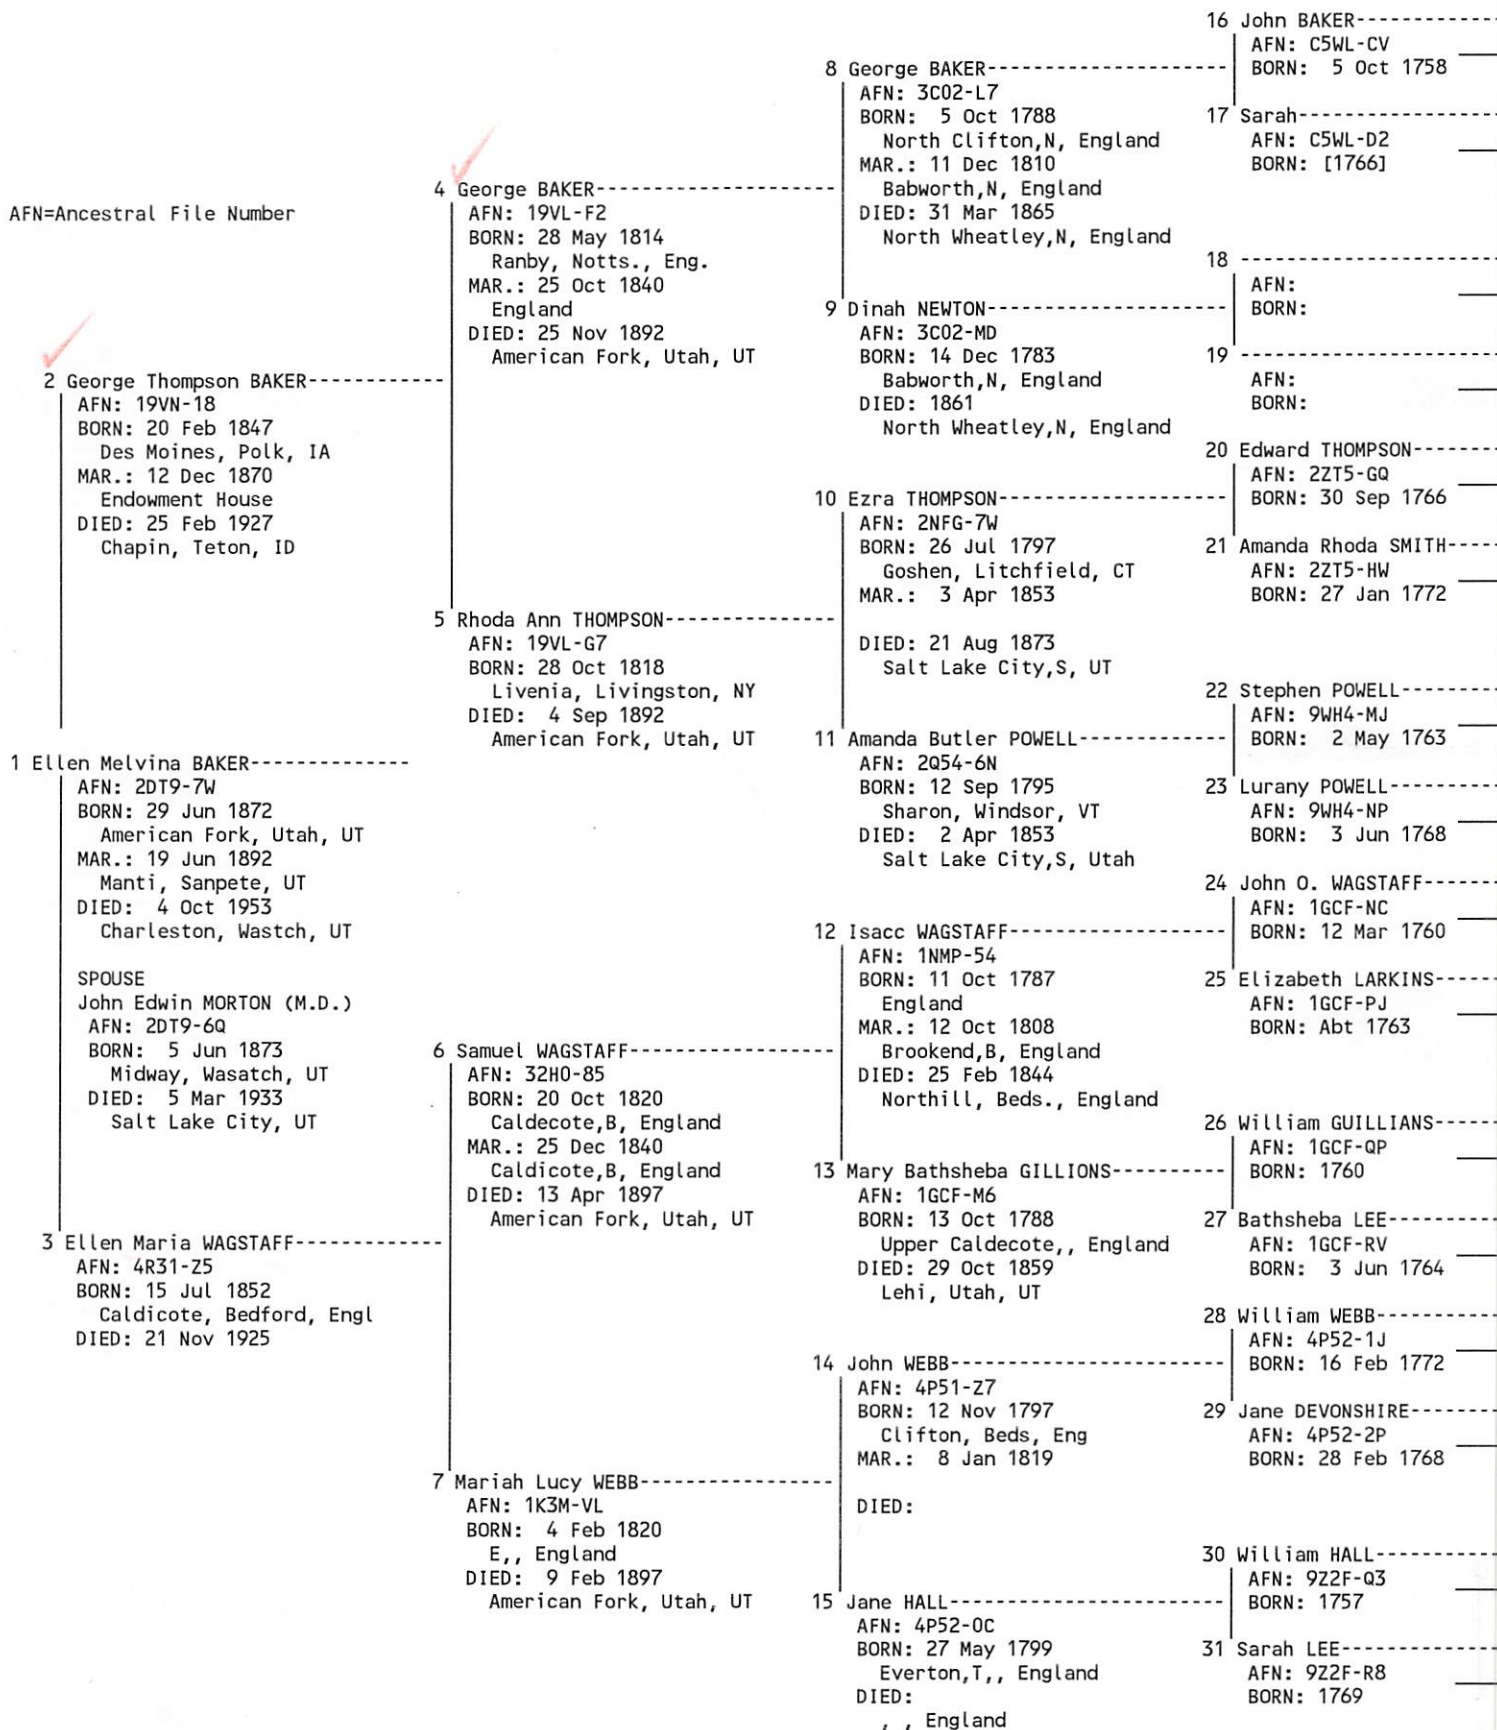 AFN=Ancestral File Number
2 George Thompson BAKER------------
AFN: 19VN-18
BORN: 20 Feb 1847
Des Moines, Polk, IA
MAR.: 12 Dec 1870
Endowment House
DIED: 25 Feb 1927
Chapin, Teton, ID
1 Ellen Melvina BAKER--------------
AFN: 2DT9-7W
BORN: 29 Jun 1872
American Fork, Utah, UT
MAR.: 19 Jun 1892
Manti, Sanpete, UT
DIED: 4 Oct 1953
Charleston, Wastch, UT
SPOUSE
John Edwin MORTON (M.D.)
AFN: 2DT9-6Q
BORN: 5 Jun 1873
Midway, Wasatch, UT
DIED: 5 Mar 1933
Salt Lake City, UT
3 Ellen Maria WAGSTAFF-------------
AFN: 4R31-Z5
BORN: 15 Jul 1852
Caldicote, Bedford, Engl
DIED: 21 Nov 1925
4 George BAKER---------------------
AFN: 19VL-F2
BORN: 28 May 1814
Ranby, Notts., Eng.
MAR.: 25 Oct 1840
England
DIED: 25 Nov 1892
American Fork, Utah, UT
5 Rhoda Ann THOMPSON---------------
AFN: 19VL-G7
BORN: 28 Oct 1818
Livenia, Livingston, NY
DIED: 4 Sep 1892
American Fork, Utah, UT
6 Samuel WAGSTAFF------------------
AFN: 32H0-85
BORN: 20 Oct 1820
Caldecote,B, England
MAR.: 25 Dec 1840
Caldicote,B, England
DIED: 13 Apr 1897
American Fork, Utah, UT
7 Mariah Lucy WEBB-----------------
AFN: 1K3M-VL
BORN: 4 Feb 1820
E,, England
DIED: 9 Feb 1897
American Fork, Utah, UT
8 George BAKER---------------------
AFN: 3C02-L7
BORN: 5 Oct 1788
North Clifton,N, England
MAR.: 11 Dec 1810
Babworth,N, England
DIED: 31 Mar 1865
North Wheatley,N, England
9 Dinah NEWTON---------------------
AFN: 3C02-MD
BORN: 14 Dec 1783
Babworth,N, England
DIED: 1861
North Wheatley,N, England
10 Ezra THOMPSON--------------------
AFN: 2NFG-7W
BORN: 26 Jul 1797
Goshen, Litchfield, CT
MAR.: 3 Apr 1853
DIED: 21 Aug 1873
Salt Lake City,S, UT
11 Amanda Butler POWELL-------------
AFN: 2Q54-6N
BORN: 12 Sep 1795
Sharon, Windsor, VT
DIED: 2 Apr 1853
Salt Lake City,S, Utah
12 Isacc WAGSTAFF-------------------
AFN: 1NMP-54
BORN: 11 Oct 1787
England
MAR.: 12 Oct 1808
Brookend,B, England
DIED: 25 Feb 1844
Northill, Beds., England
13 Mary Bathsheba GILLIONS----------
AFN: 1GCF-M6
BORN: 13 Oct 1788
Upper Caldecote,, England
DIED: 29 Oct 1859
Lehi, Utah, UT
14 John WEBB------------------------
AFN: 4P51-Z7
BORN: 12 Nov 1797
Clifton, Beds, Eng
MAR.: 8 Jan 1819
DIED:
15 Jane HALL------------------------
AFN: 4P52-0C
BORN: 27 May 1799
Everton,T,, England
DIED:
, , England
16 John BAKER------------
AFN: C5WL-CV
BORN: 5 Oct 1758
17 Sarah-----------------
AFN: C5WL-D2
BORN: [1766]
18 ----------------------
AFN:
BORN:
19 ----------------------
AFN:
BORN:
20 Edward THOMPSON-------
AFN: 2ZT5-GQ
BORN: 30 Sep 1766
21 Amanda Rhoda SMITH----
AFN: 2ZT5-HW
BORN: 27 Jan 1772
22 Stephen POWELL--------
AFN: 9WH4-MJ
BORN: 2 May 1763
23 Lurany POWELL---------
AFN: 9WH4-NP
BORN: 3 Jun 1768
24 John O. WAGSTAFF------
AFN: 1GCF-NC
BORN: 12 Mar 1760
25 Elizabeth LARKINS-----
AFN: 1GCF-PJ
BORN: Abt 1763
26 William GUILLIANS-----
AFN: 1GCF-QP
BORN: 1760
27 Bathsheba LEE---------
AFN: 1GCF-RV
BORN: 3 Jun 1764
28 William WEBB----------
AFN: 4P52-1J
BORN: 16 Feb 1772
29 Jane DEVONSHIRE-------
AFN: 4P52-2P
BORN: 28 Feb 1768
30 William HALL----------
AFN: 9Z2F-Q3
BORN: 1757
31 Sarah LEE-------------
AFN: 9Z2F-R8
BORN: 1769